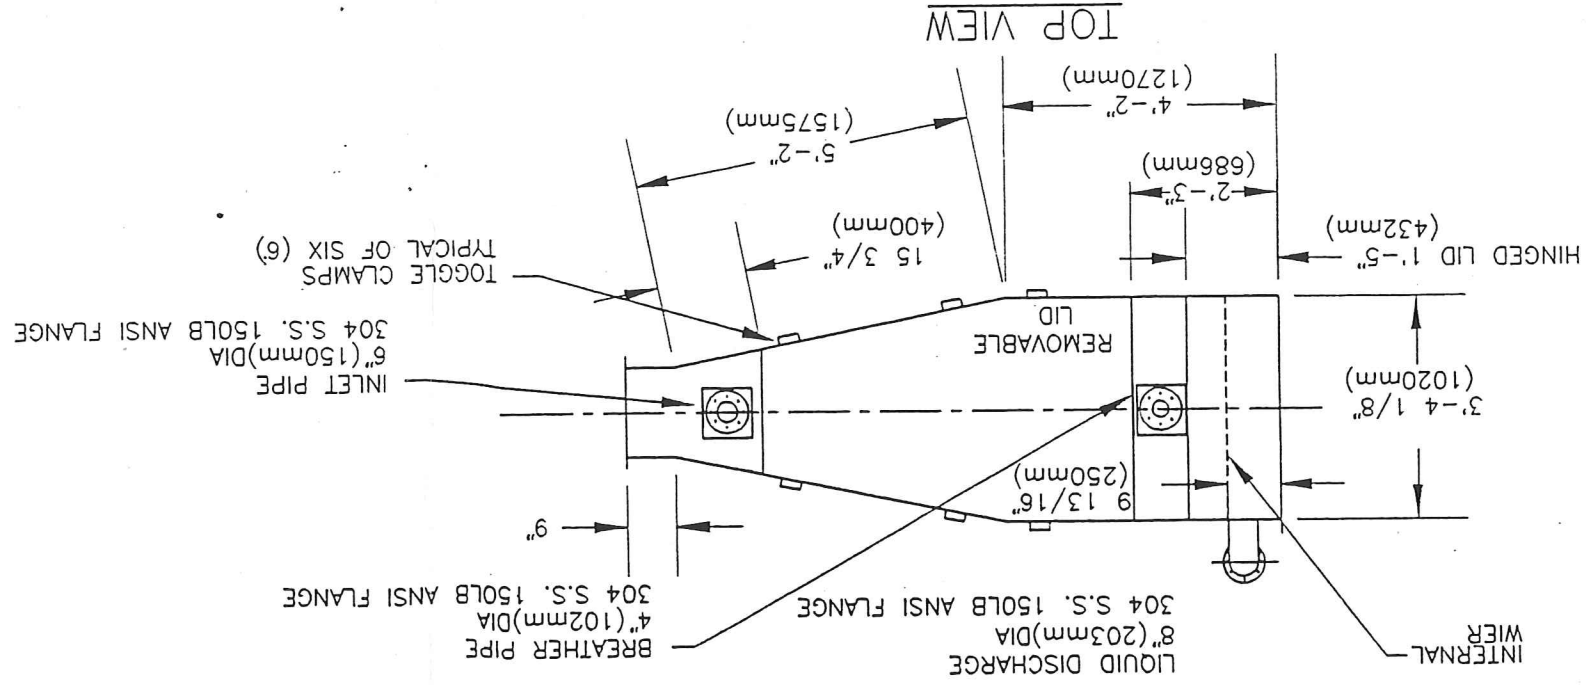 INTERNAL
WIER
LIQUID DISCHARGE
8"(203mm)DIA
304 S.S. 150LB ANSI FLANGE
BREATHER PIPE
4"(102mm)DIA
304 S.S. 150LB ANSI FLANGE
9"
9 13/16"
(250mm)
3'-4 1/8"
(1020mm)
INLET PIPE
6"(150mm)DIA
304 S.S. 150LB ANSI FLANGE
REMOVABLE
LID
TOGGLE CLAMPS
TYPICAL OF SIX (6)
HINGED LID 1'-5"
(432mm)
15 3/4"
(400mm)
2'-3"
(686mm)
5'-2"
(1575mm)
4'-2"
(1270mm)
TOP VIEW